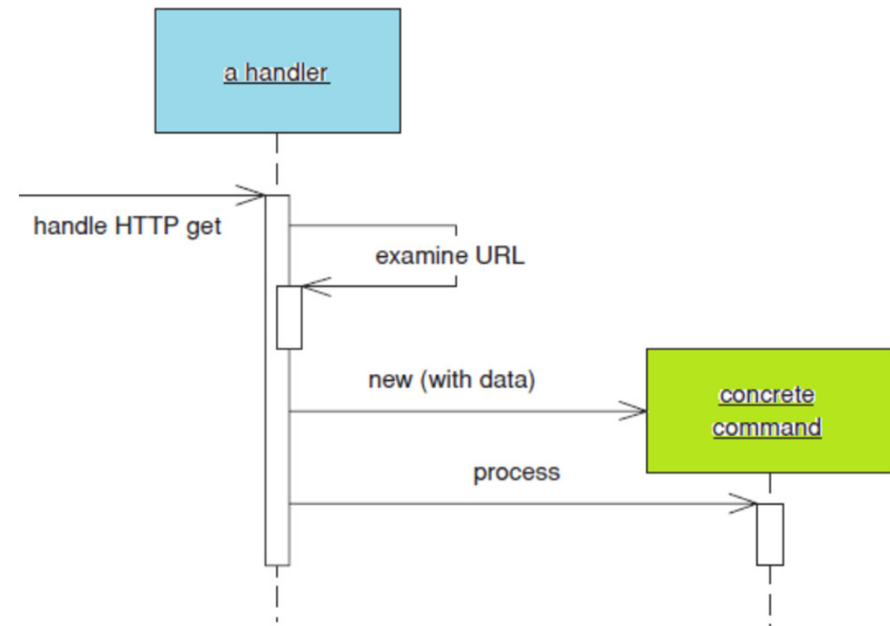 a handler
handle HTTP get
examine URL
new (with data)
concrete
command
process